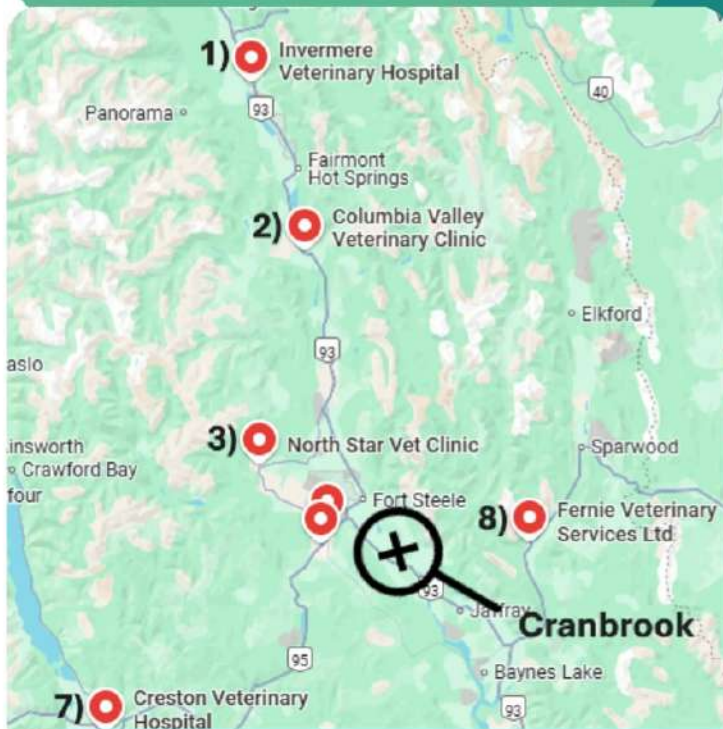 1)
Invermere
Veterinary Hospital
40
Panorama
93
Fairmont
Hot Springs
2)
Columbia Valley
Veterinary Clinic
Elkford
93
aslo
3)
North Star Vet Clinic
insworth
Sparwood
Crawford Bay
four
Fort Steele
8)
Fernie Veterinary
Services Ltd
93
Cranbrook
95
Baynes Lake
7)
Creston Veterinary
Hospital
93